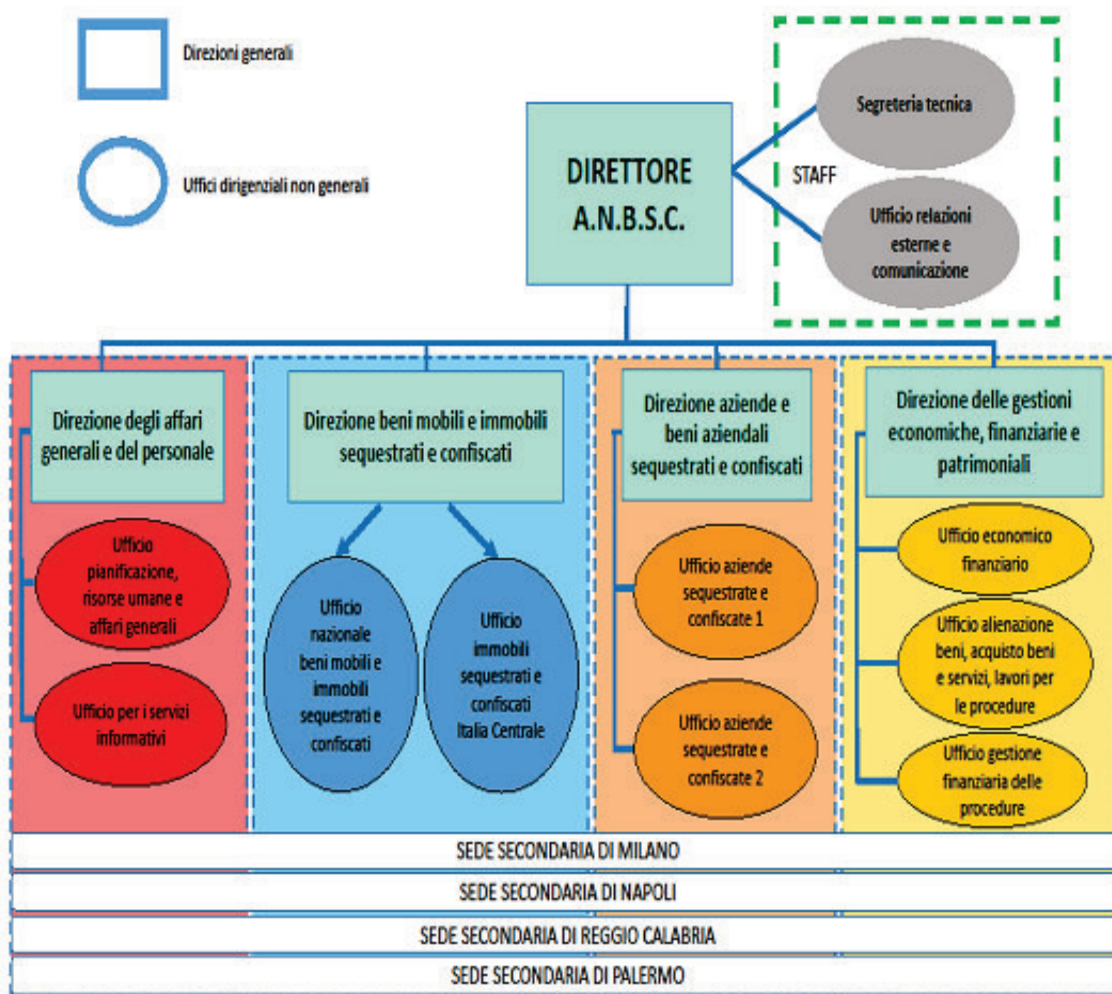 Direzioni generali
Uffici dirigenziali non generali
DIRETTORE
A.N.B.S.C.
STAFF
Segreteria tecnica
Ufficio relazioni
esterne e
comunicazione
Direzione degli affari
generali e del personale
Ufficio
pianificazione,
risorse umane e
affari generali
Ufficio per i servizi
informativi
Direzione beni mobili e immobili
sequestrati e confiscati
Ufficio
nazionale
beni mobili e
immobili
sequestrati e
confiscati
Ufficio
immobili
sequestrati e
confiscati
Italia Centrale
Direzione aziende e
beni aziendali
sequestrati e confiscati
Ufficio aziende
sequestrate e
confiscate 1
Ufficio aziende
sequestrate e
confiscate 2
Direzione delle gestioni
economiche, finanziarie e
patrimoniali
Ufficio economico
finanziario
Ufficio alienazione
beni, acquisto beni
e servizi, lavori per
le procedure
Ufficio gestione
finanziaria delle
procedure
SEDE SECONDARIA DI MILANO
SEDE SECONDARIA DI NAPOLI
SEDE SECONDARIA DI REGGIO CALABRIA
SEDE SECONDARIA DI PALERMO